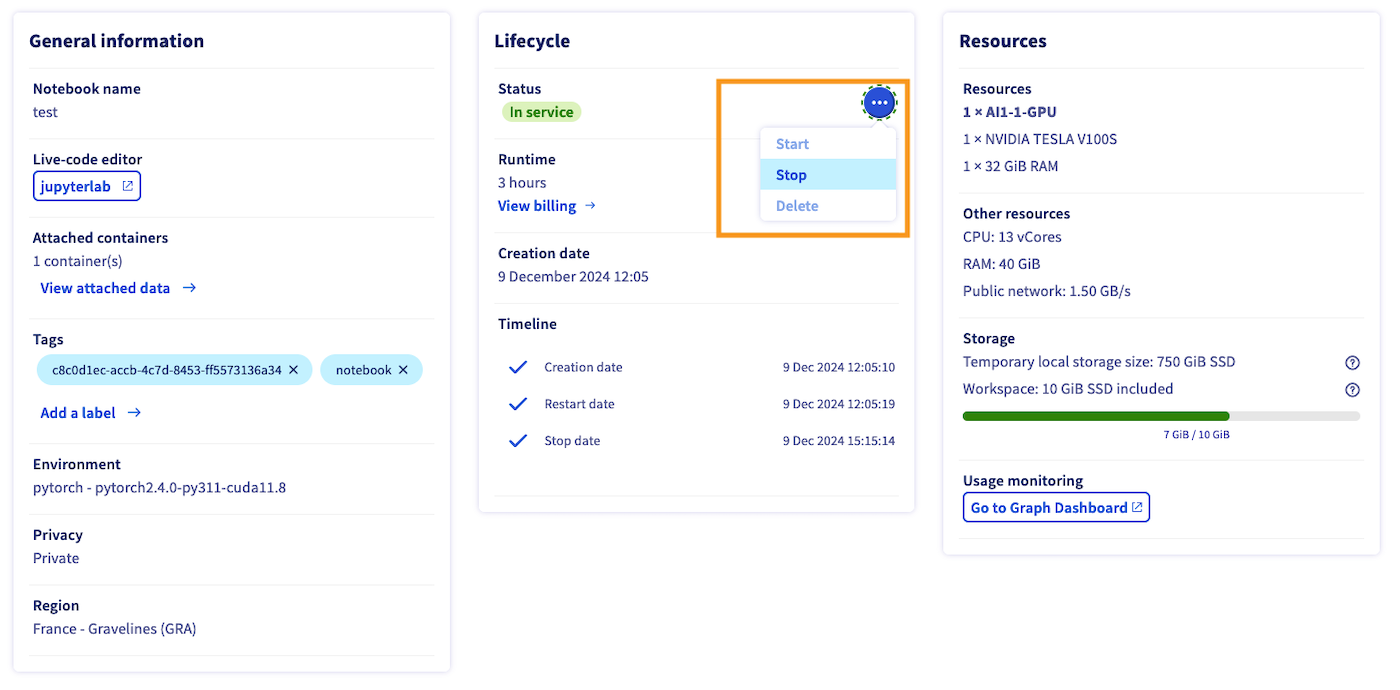 General information
Notebook name
test
Live-code editor
jupyterlab
Attached containers
1 container(s)
View attached data
Tags
c8c0d1ec-accb-4c7d-8453-ff5573136a34
notebook
Add a label
Environment
pytorch - pytorch2.4.0-py311-cuda11.8
Privacy
Private
Region
France - Gravelines (GRA)
Lifecycle
Status
In service
Start
Stop
Delete
Runtime
3 hours
View billing
Creation date
9 December 2024 12:05
Timeline
Creation date 9 Dec 2024 12:05:10
Restart date 9 Dec 2024 12:05:19
Stop date 9 Dec 2024 15:15:14
Resources
Resources
1 × AI1-1-GPU
1 × NVIDIA TESLA V100S
1 × 32 GiB RAM
Other resources
CPU: 13 vCores
RAM: 40 GiB
Public network: 1.50 GB/s
Storage
Temporary local storage size: 750 GiB SSD
Workspace: 10 GiB SSD included
7 GiB / 10 GiB
Usage monitoring
Go to Graph Dashboard